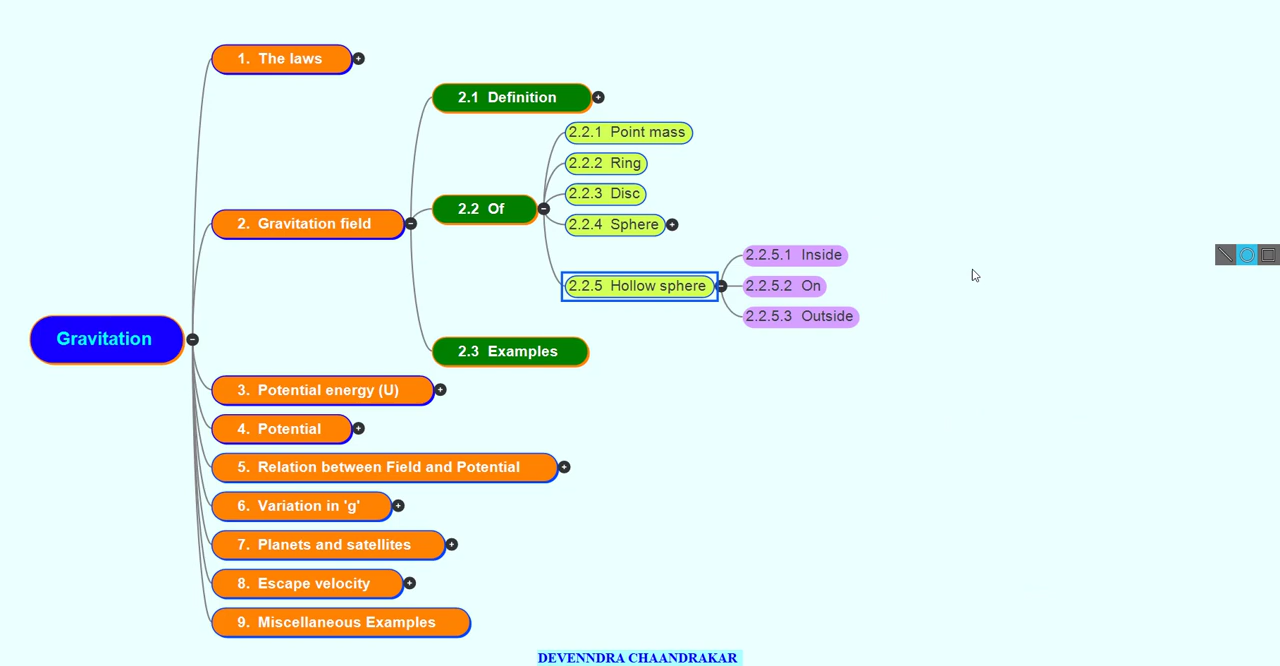 Gravitation
1. The laws
2. Gravitation field
2.1 Definition
2.2 Of
2.2.1 Point mass
2.2.2 Ring
2.2.3 Disc
2.2.4 Sphere
2.2.5 Hollow sphere
2.2.5.1 Inside
2.2.5.2 On
2.2.5.3 Outside
2.3 Examples
3. Potential energy (U)
4. Potential
5. Relation between Field and Potential
6. Variation in 'g'
7. Planets and satellites
8. Escape velocity
9. Miscellaneous Examples
DEVENNDRA CHAANDRAKAR